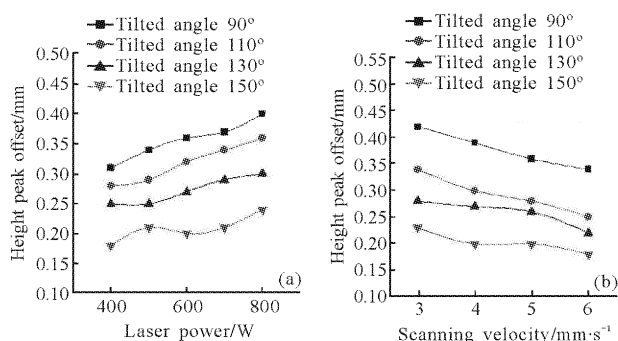 Tilted angle 90°
Tilted angle 110°
Tilted angle 130°
Tilted angle 150°
Height peak offset/mm
0.50
0.45
0.40
0.35
0.30
0.25
0.20
0.15
0.10
400
600
800
Laser power/W
(a)
Tilted angle 90°
Tilted angle 110°
Tilted angle 130°
Tilted angle 150°
Height peak offset/mm
0.55
0.50
0.45
0.40
0.35
0.30
0.25
0.20
0.15
0.10
3
4
5
6
Scanning velocity/mm·s⁻¹
(b)